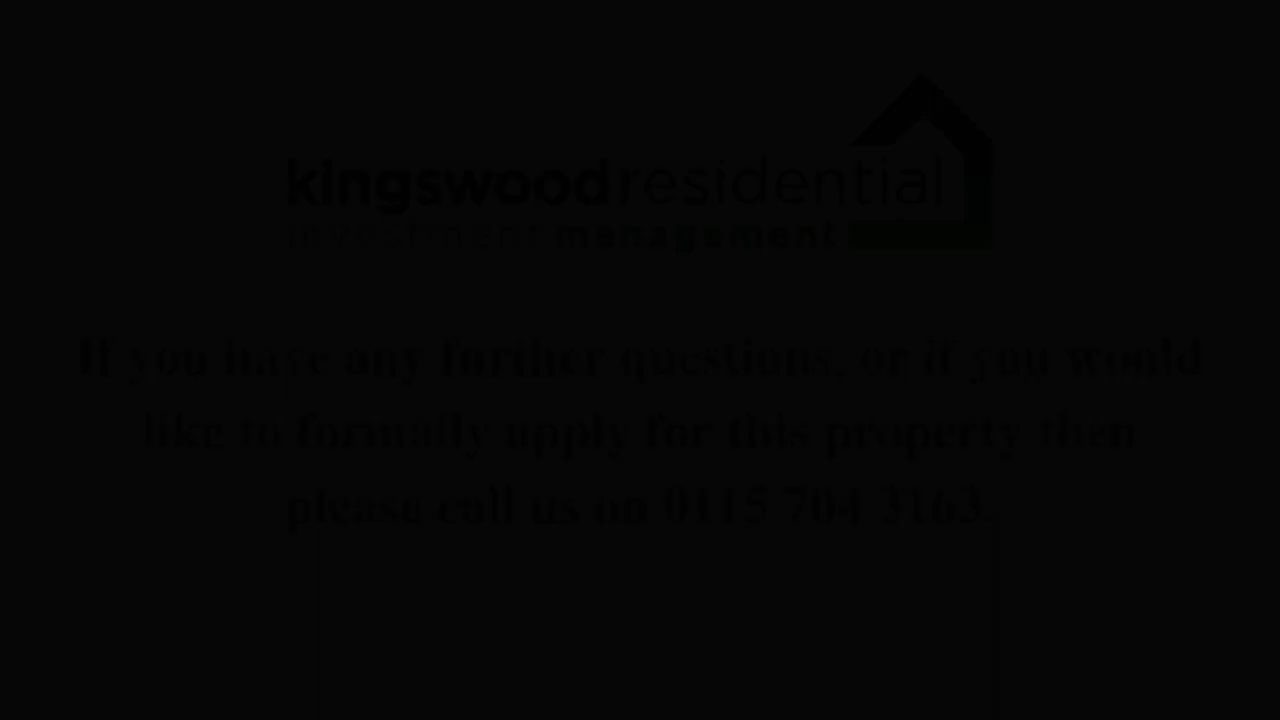 kingswoodresidential
investment management
If you have any further questions, or if you would
like to formally apply for this property then
please call us on 0115 704 3163.